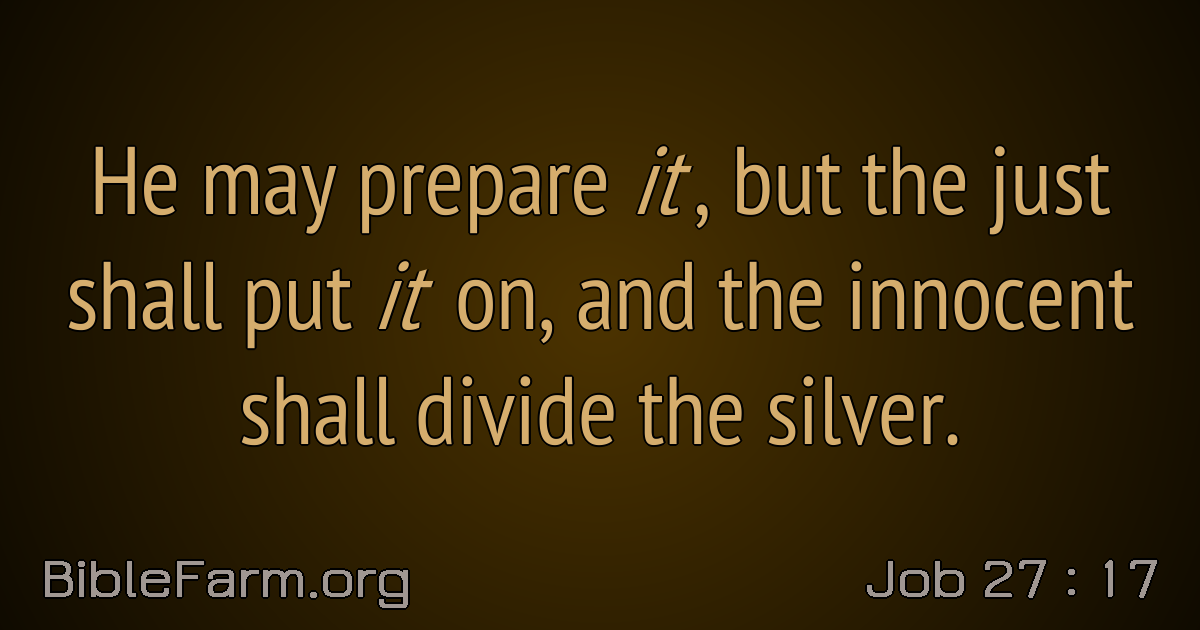 He may prepare it, but the just
shall put it on, and the innocent
shall divide the silver.
BibleFarm.org
Job 27 : 17